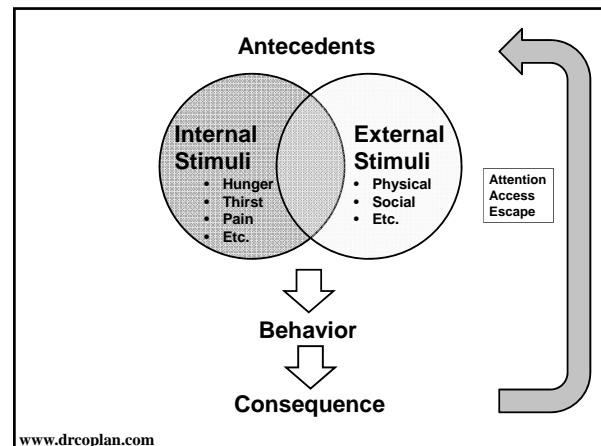 Antecedents
Internal
Stimuli
• Hunger
• Thirst
• Pain
• Etc.
External
Stimuli
• Physical
• Social
• Etc.
Attention
Access
Escape
Behavior
Consequence
www.drcoplan.com